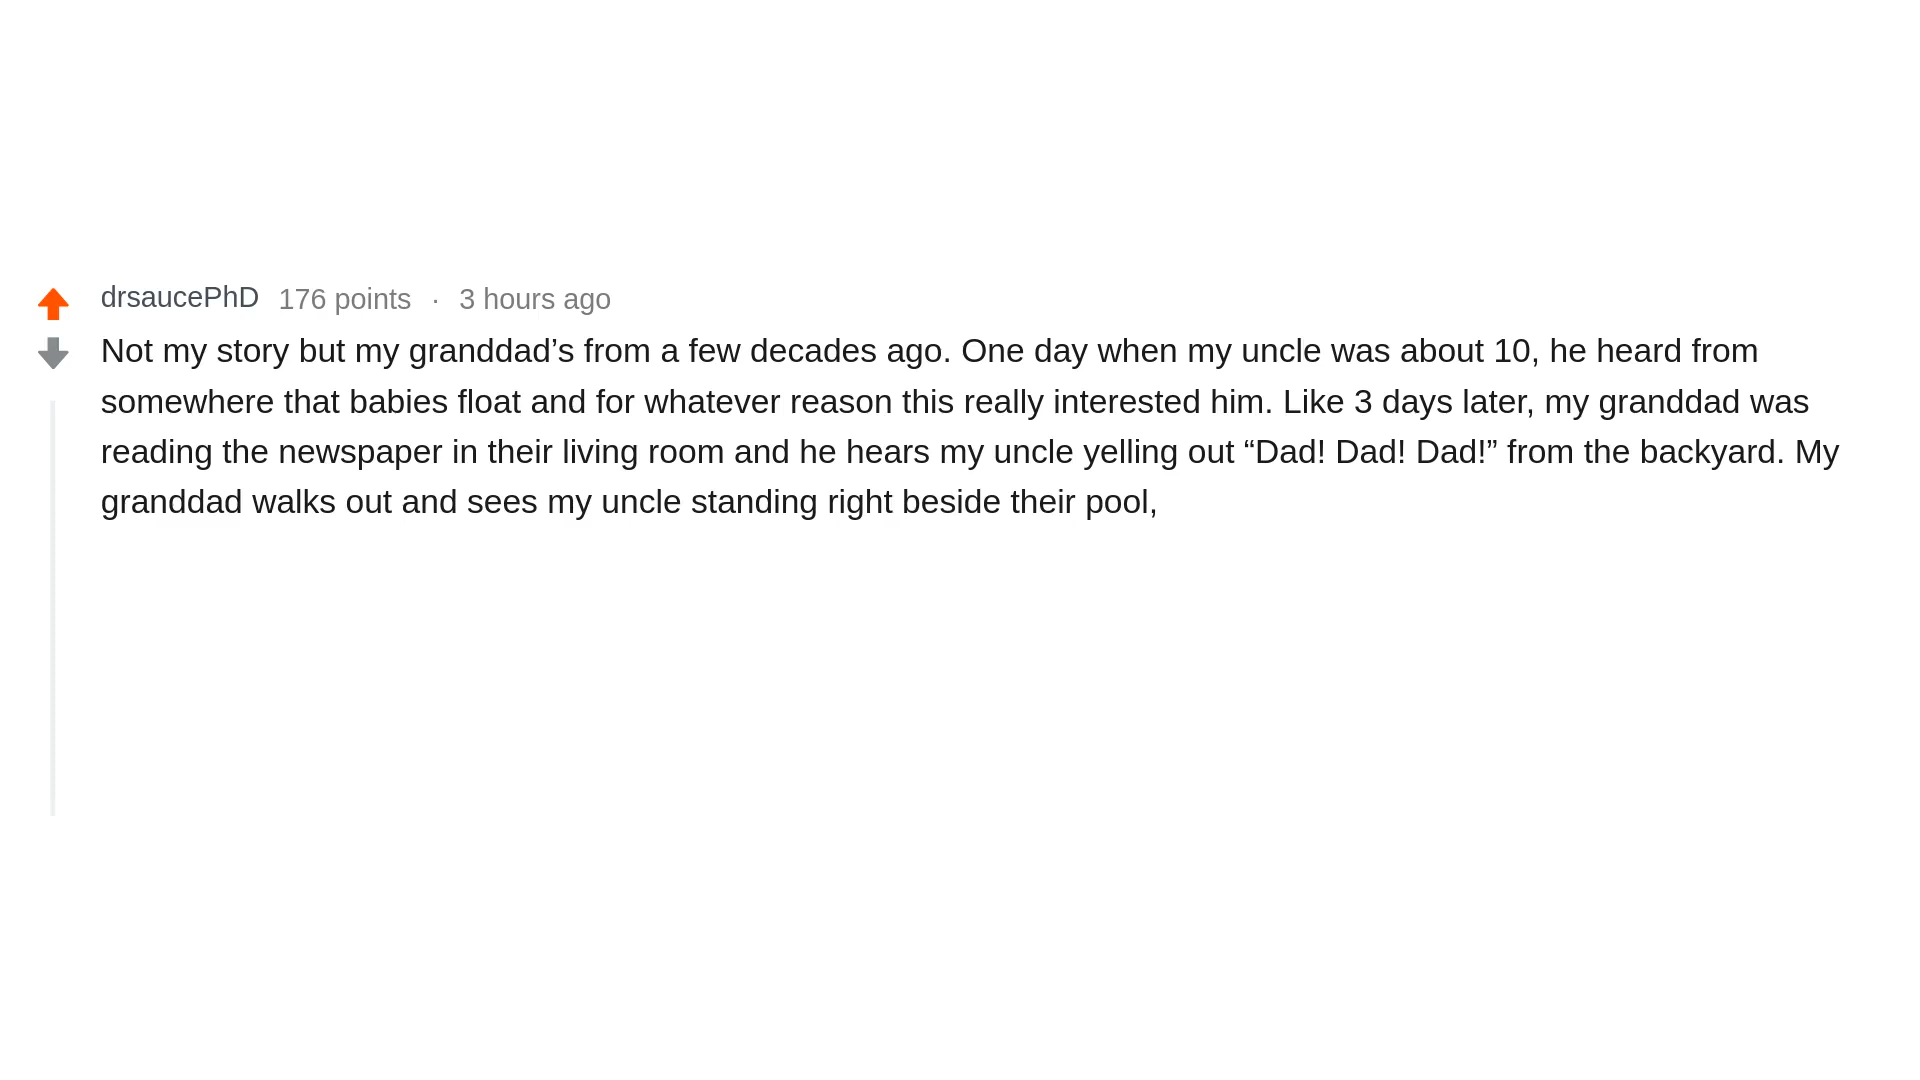 drsaucePhD 176 points · 3 hours ago
Not my story but my granddad’s from a few decades ago. One day when my uncle was about 10, he heard from
somewhere that babies float and for whatever reason this really interested him. Like 3 days later, my granddad was
reading the newspaper in their living room and he hears my uncle yelling out “Dad! Dad! Dad!” from the backyard. My
granddad walks out and sees my uncle standing right beside their pool,